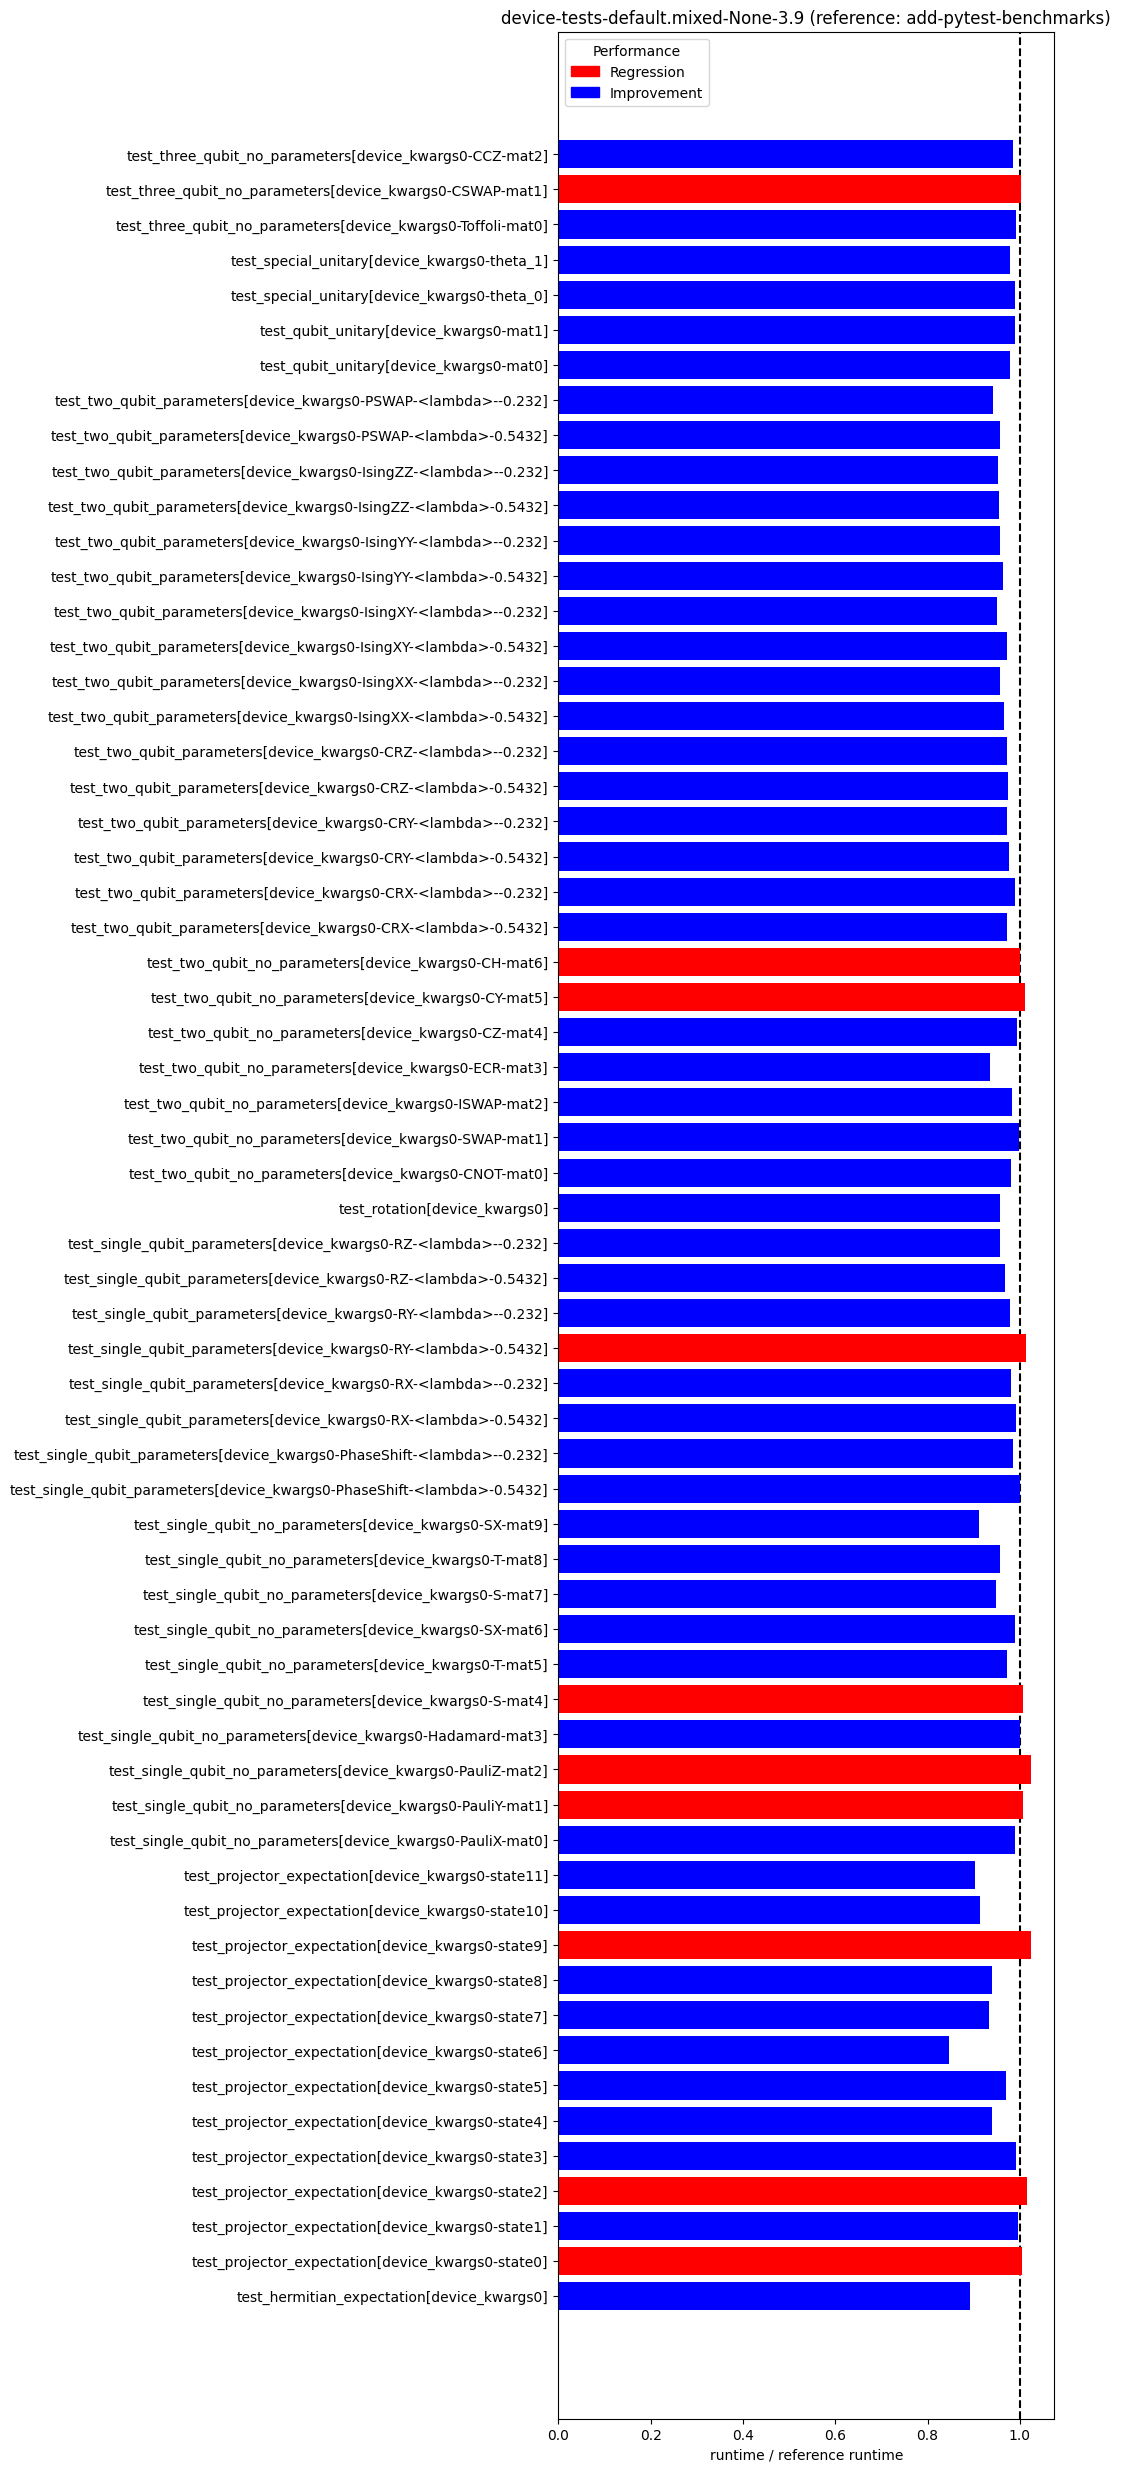 device-tests-default.mixed-None-3.9 (reference: add-pytest-benchmarks)
Performance
Regression
Improvement
test_three_qubit_no_parameters[device_kwargs0-CCZ-mat2]
test_three_qubit_no_parameters[device_kwargs0-CSWAP-mat1]
test_three_qubit_no_parameters[device_kwargs0-Toffoli-mat0]
test_special_unitary[device_kwargs0-theta_1]
test_special_unitary[device_kwargs0-theta_0]
test_qubit_unitary[device_kwargs0-mat1]
test_qubit_unitary[device_kwargs0-mat0]
test_two_qubit_parameters[device_kwargs0-PSWAP-<lambda>--0.232]
test_two_qubit_parameters[device_kwargs0-PSWAP-<lambda>-0.5432]
test_two_qubit_parameters[device_kwargs0-IsingZZ-<lambda>--0.232]
test_two_qubit_parameters[device_kwargs0-IsingZZ-<lambda>-0.5432]
test_two_qubit_parameters[device_kwargs0-IsingYY-<lambda>--0.232]
test_two_qubit_parameters[device_kwargs0-IsingYY-<lambda>-0.5432]
test_two_qubit_parameters[device_kwargs0-IsingXY-<lambda>--0.232]
test_two_qubit_parameters[device_kwargs0-IsingXY-<lambda>-0.5432]
test_two_qubit_parameters[device_kwargs0-IsingXX-<lambda>--0.232]
test_two_qubit_parameters[device_kwargs0-IsingXX-<lambda>-0.5432]
test_two_qubit_parameters[device_kwargs0-CRZ-<lambda>--0.232]
test_two_qubit_parameters[device_kwargs0-CRZ-<lambda>-0.5432]
test_two_qubit_parameters[device_kwargs0-CRY-<lambda>--0.232]
test_two_qubit_parameters[device_kwargs0-CRY-<lambda>-0.5432]
test_two_qubit_parameters[device_kwargs0-CRX-<lambda>--0.232]
test_two_qubit_parameters[device_kwargs0-CRX-<lambda>-0.5432]
test_two_qubit_no_parameters[device_kwargs0-CH-mat6]
test_two_qubit_no_parameters[device_kwargs0-CY-mat5]
test_two_qubit_no_parameters[device_kwargs0-CZ-mat4]
test_two_qubit_no_parameters[device_kwargs0-ECR-mat3]
test_two_qubit_no_parameters[device_kwargs0-ISWAP-mat2]
test_two_qubit_no_parameters[device_kwargs0-SWAP-mat1]
test_two_qubit_no_parameters[device_kwargs0-CNOT-mat0]
test_rotation[device_kwargs0]
test_single_qubit_parameters[device_kwargs0-RZ-<lambda>--0.232]
test_single_qubit_parameters[device_kwargs0-RZ-<lambda>-0.5432]
test_single_qubit_parameters[device_kwargs0-RY-<lambda>--0.232]
test_single_qubit_parameters[device_kwargs0-RY-<lambda>-0.5432]
test_single_qubit_parameters[device_kwargs0-RX-<lambda>--0.232]
test_single_qubit_parameters[device_kwargs0-RX-<lambda>-0.5432]
test_single_qubit_parameters[device_kwargs0-PhaseShift-<lambda>--0.232]
test_single_qubit_parameters[device_kwargs0-PhaseShift-<lambda>-0.5432]
test_single_qubit_no_parameters[device_kwargs0-SX-mat9]
test_single_qubit_no_parameters[device_kwargs0-T-mat8]
test_single_qubit_no_parameters[device_kwargs0-S-mat7]
test_single_qubit_no_parameters[device_kwargs0-SX-mat6]
test_single_qubit_no_parameters[device_kwargs0-T-mat5]
test_single_qubit_no_parameters[device_kwargs0-S-mat4]
test_single_qubit_no_parameters[device_kwargs0-Hadamard-mat3]
test_single_qubit_no_parameters[device_kwargs0-PauliZ-mat2]
test_single_qubit_no_parameters[device_kwargs0-PauliY-mat1]
test_single_qubit_no_parameters[device_kwargs0-PauliX-mat0]
test_projector_expectation[device_kwargs0-state11]
test_projector_expectation[device_kwargs0-state10]
test_projector_expectation[device_kwargs0-state9]
test_projector_expectation[device_kwargs0-state8]
test_projector_expectation[device_kwargs0-state7]
test_projector_expectation[device_kwargs0-state6]
test_projector_expectation[device_kwargs0-state5]
test_projector_expectation[device_kwargs0-state4]
test_projector_expectation[device_kwargs0-state3]
test_projector_expectation[device_kwargs0-state2]
test_projector_expectation[device_kwargs0-state1]
test_projector_expectation[device_kwargs0-state0]
test_hermitian_expectation[device_kwargs0]
0.0 0.2 0.4 0.6 0.8 1.0
runtime / reference runtime